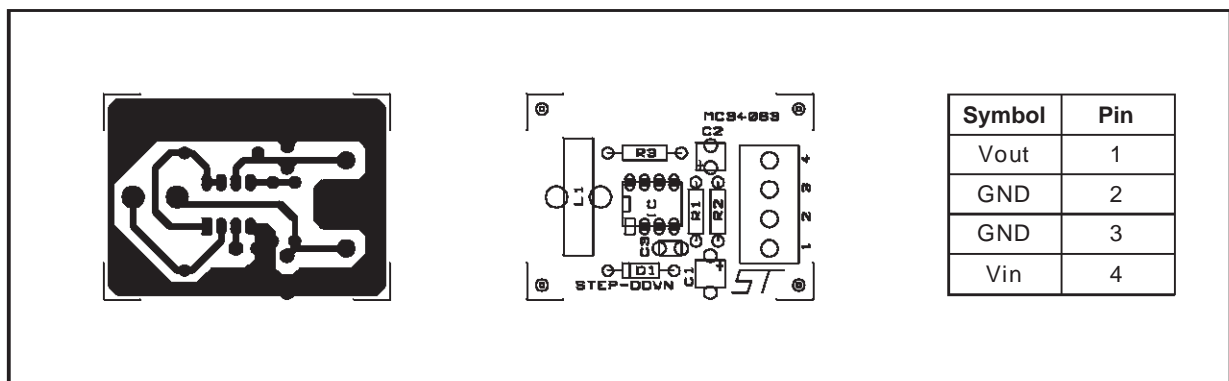 MC34063
C2
R3
4
3
2
1
L1
IC
R1
R2
C3
D1
C1
+
+
STEP-DOWN
ST
Symbol Pin
Vout 1
GND 2
GND 3
Vin 4